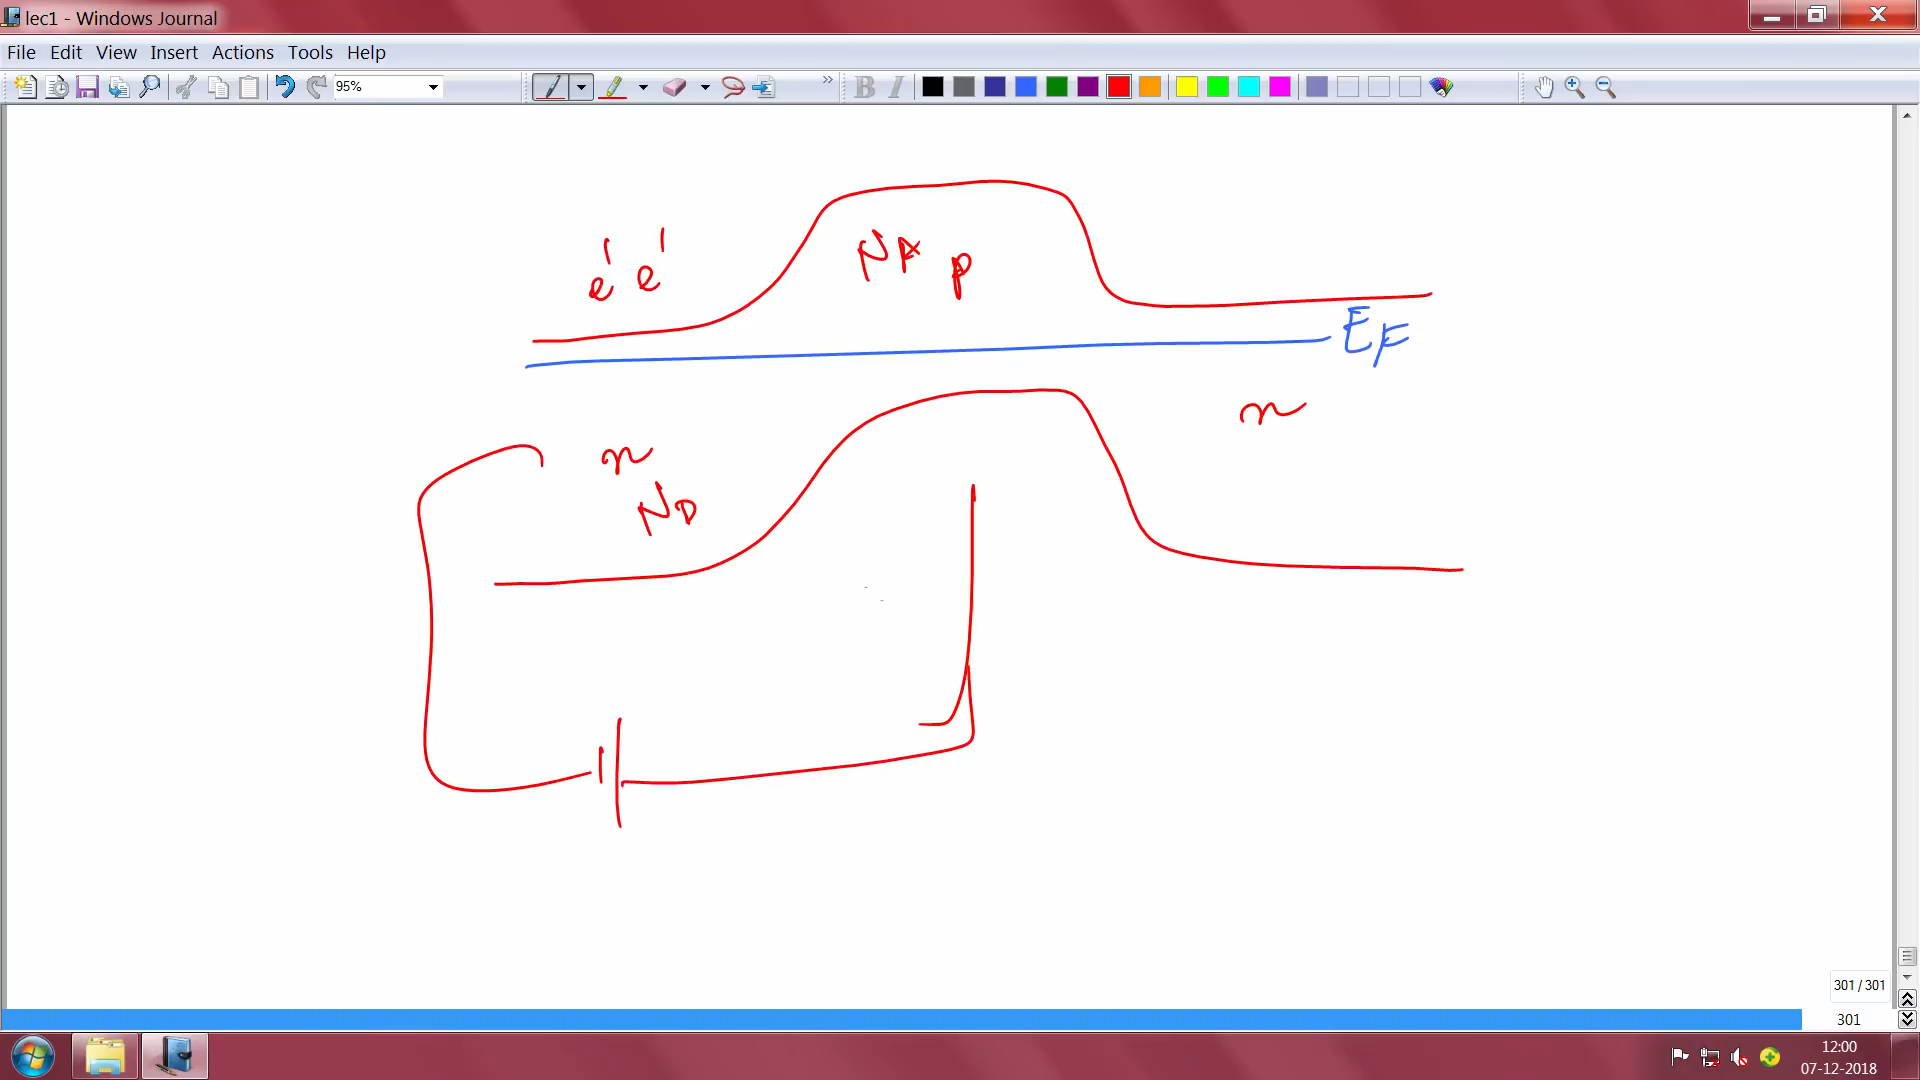 lec1 - Windows Journal
File Edit View Insert Actions Tools Help
95%
B I
e' e'
NA p
EF
n
n
ND
301 / 301
301
12:00
07-12-2018